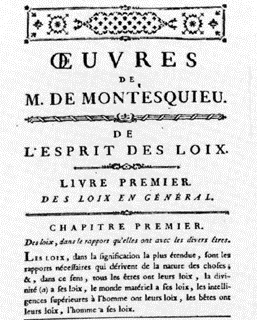 ŒUVRES
DE
M. DE MONTESQUIEU.
DE
L'ESPRIT DES LOIX.
LIVRE PREMIER.
DES LOIX EN GÉNÉRAL.
CHAPITRE PREMIER.
Des loix, dans le rapport qu'elles ont avec les divers êtres.
LES LOIX, dans la signification la plus étendue, sont les
rapports nécessaires qui dérivent de la nature des choses;
&, dans ce sens, tous les êtres ont leurs loix, la divi-
nité (a) a ses loix, le monde matériel a ses loix, les intelli-
gences supérieures à l'homme ont leurs loix, les bêtes ont
leurs loix, l'homme a ses loix.